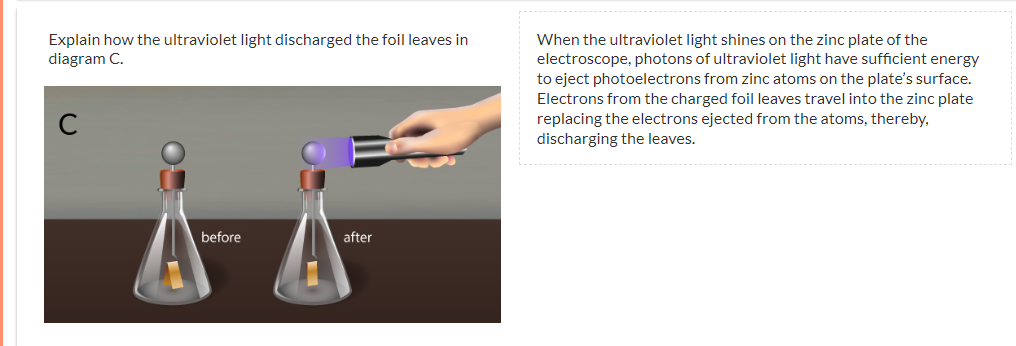 Explain how the ultraviolet light discharged the foil leaves in
diagram C.
C
before
after
When the ultraviolet light shines on the zinc plate of the
electroscope, photons of ultraviolet light have sufficient energy
to eject photoelectrons from zinc atoms on the plate's surface.
Electrons from the charged foil leaves travel into the zinc plate
replacing the electrons ejected from the atoms, thereby,
discharging the leaves.